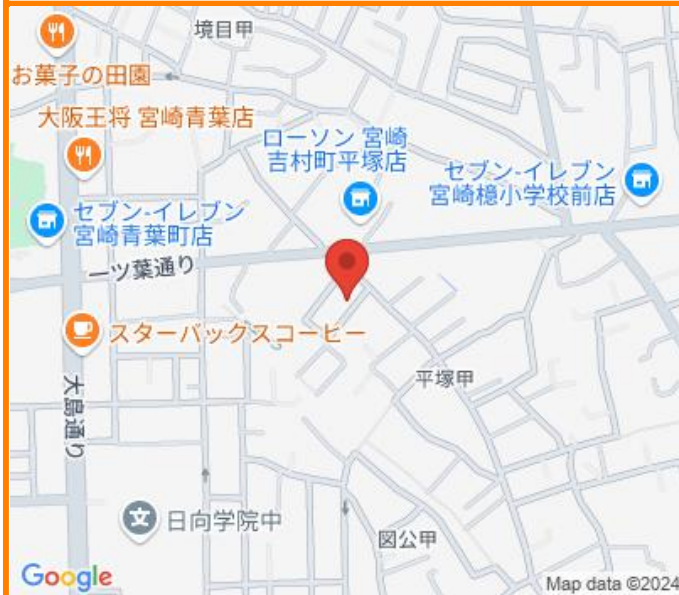 境目甲
お菓子の田園
大阪王将 宮崎青葉店
ローソン 宮崎
吉村町平塚店
セブン-イレブン
宮崎檍小学校前店
セブン-イレブン
宮崎青葉町店
一ツ葉通り
スターバックスコーヒー
大島通り
平塚甲
日向学院中
図公甲
Google
Map data ©2024